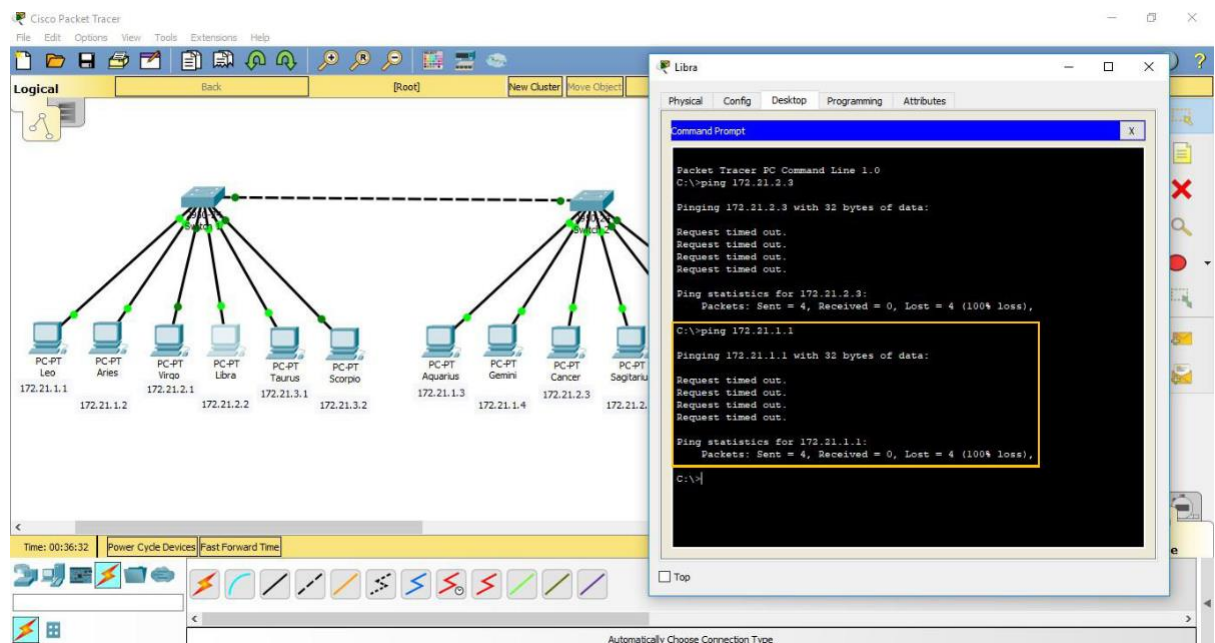 Cisco Packet Tracer
File Edit Options View Tools Extensions Help
Logical
Back
[Root]
New Cluster
Move Object
?
Switch 2
PC-PT
Leo
172.21.1.1
PC-PT
Aries
172.21.1.2
PC-PT
Virgo
172.21.2.1
PC-PT
Libra
172.21.2.2
PC-PT
Taurus
172.21.3.1
PC-PT
Scorpio
172.21.3.2
PC-PT
Aquarius
172.21.1.3
PC-PT
Gemini
172.21.1.4
PC-PT
Cancer
172.21.2.3
PC-PT
Sagitariu
172.21.2.
Libra
Physical Config Desktop Programming Attributes
Command Prompt
X
Packet Tracer PC Command Line 1.0
C:\>ping 172.21.2.3
Pinging 172.21.2.3 with 32 bytes of data:
Request timed out.
Request timed out.
Request timed out.
Request timed out.
Ping statistics for 172.21.2.3:
Packets: Sent = 4, Received = 0, Lost = 4 (100% loss),
C:\>ping 172.21.1.1
Pinging 172.21.1.1 with 32 bytes of data:
Request timed out.
Request timed out.
Request timed out.
Request timed out.
Ping statistics for 172.21.1.1:
Packets: Sent = 4, Received = 0, Lost = 4 (100% loss),
C:\>
Top
Time: 00:36:32
Power Cycle Devices Fast Forward Time
e
Automatically Choose Connection Type